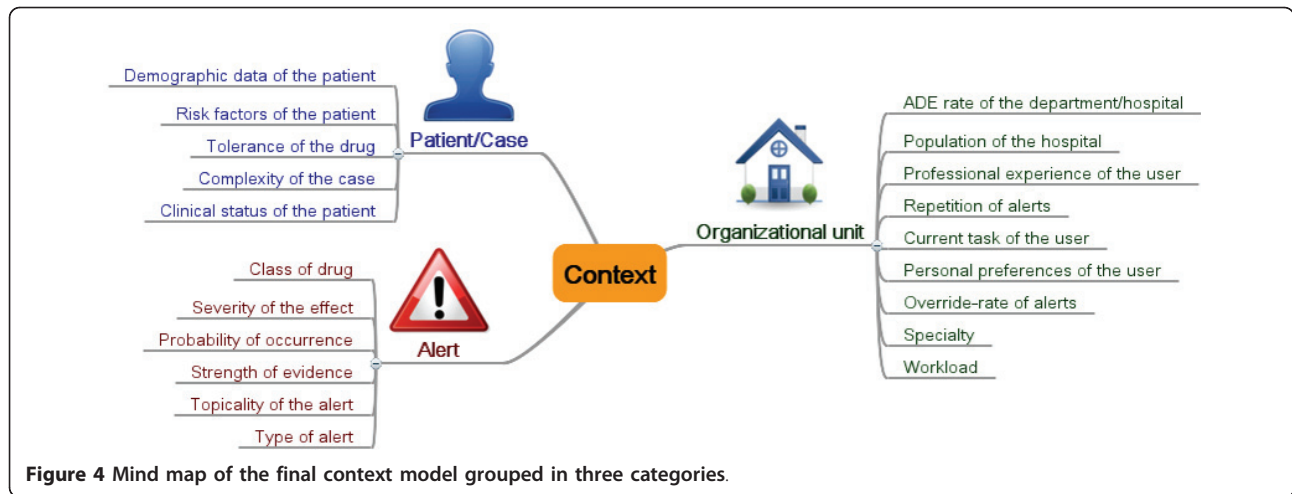 Demographic data of the patient
Risk factors of the patient
Tolerance of the drug
Complexity of the case
Clinical status of the patient
Patient/Case
Class of drug
Severity of the effect
Probability of occurrence
Strength of evidence
Topicality of the alert
Type of alert
Alert
Context
Organizational unit
ADE rate of the department/hospital
Population of the hospital
Professional experience of the user
Repetition of alerts
Current task of the user
Personal preferences of the user
Override-rate of alerts
Specialty
Workload
Figure 4 Mind map of the final context model grouped in three categories.